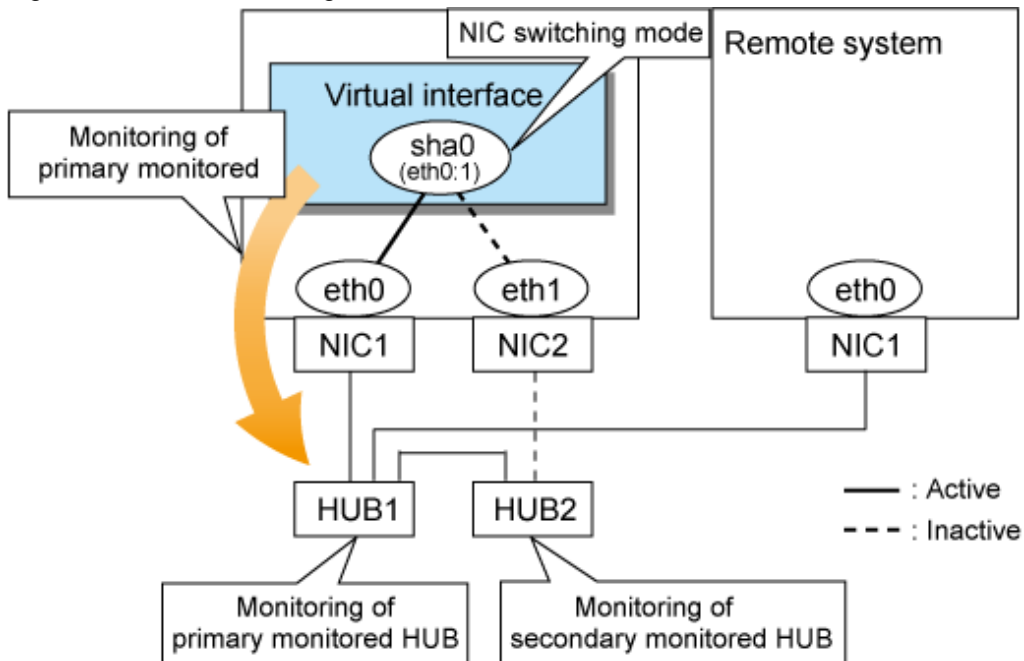 NIC switching mode
Remote system
Virtual interface
sha0
(eth0:1)
Monitoring of
primary monitored
eth0
eth1
eth0
NIC1
NIC2
NIC1
HUB1
HUB2
: Active
: Inactive
Monitoring of
primary monitored HUB
Monitoring of
secondary monitored HUB